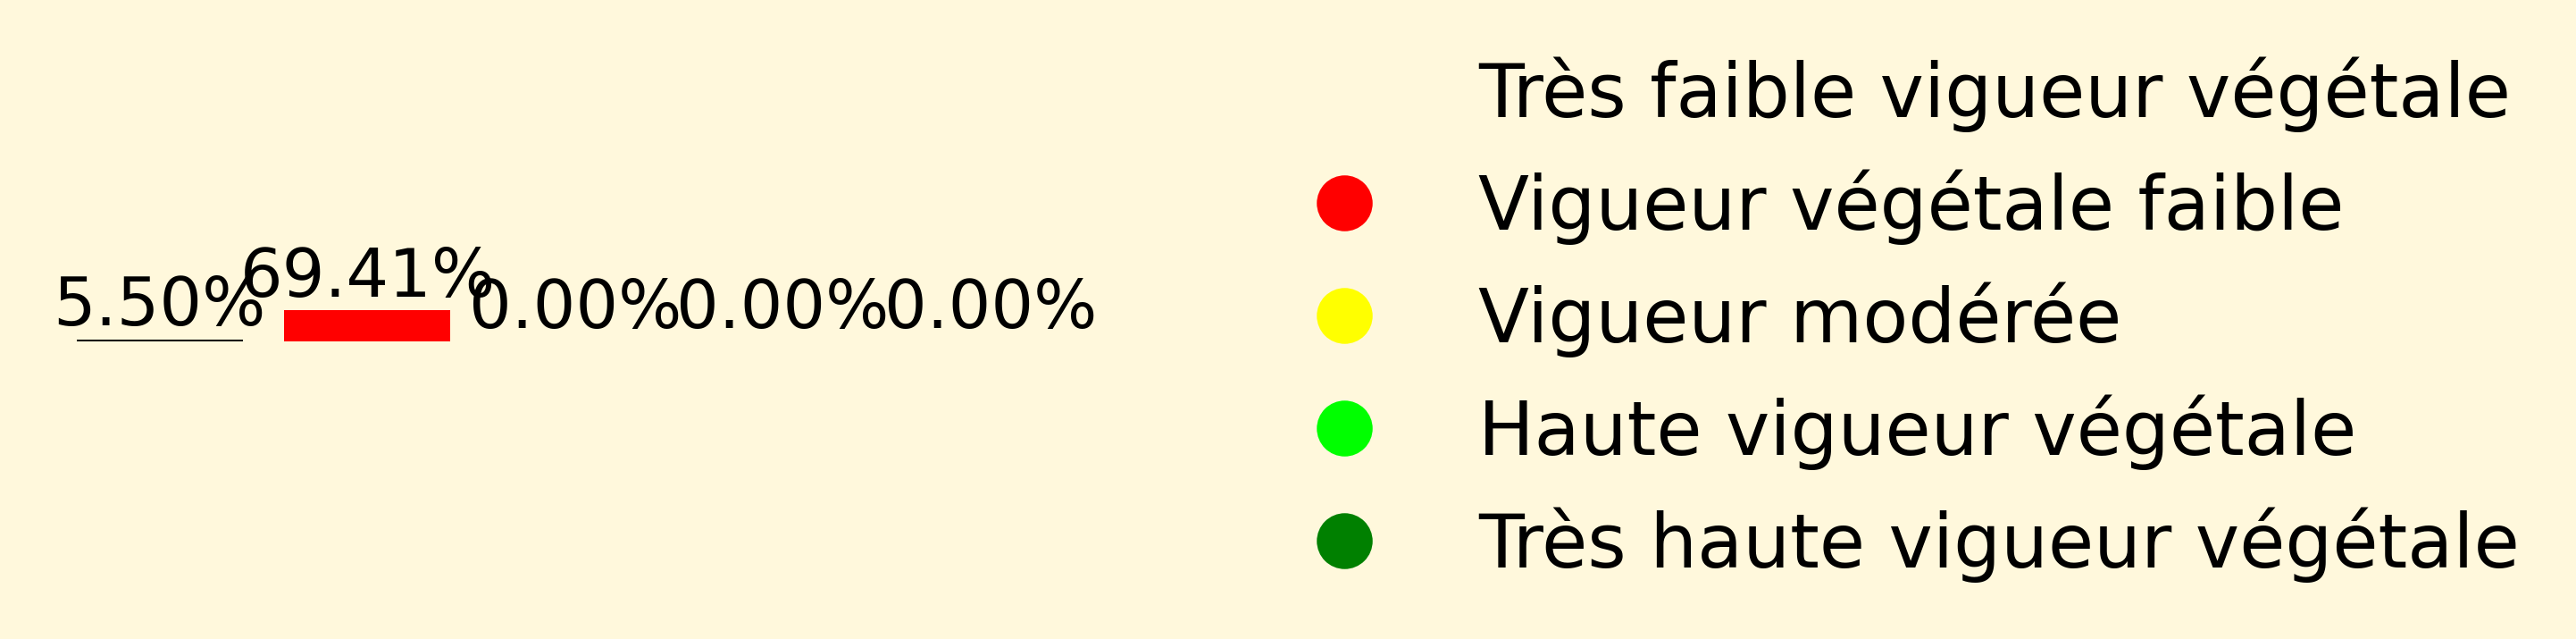 5.50% 69.41% 0.00% 0.00% 0.00%
Très faible vigueur végétale
Vigueur végétale faible
Vigueur modérée
Haute vigueur végétale
Très haute vigueur végétale